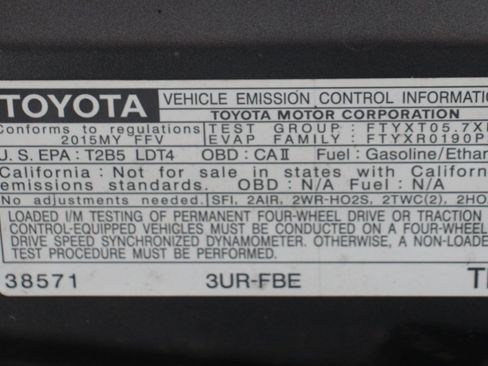 TOYOTA VEHICLE EMISSION CONTROL INFORMATIO
TOYOTA MOTOR CORPORATION
Conforms to regulations TEST GROUP : FTYXT05.7X
2015MY FFV EVAP FAMILY : FTYXR0190P
U. S. EPA : T2B5 LDT4 OBD : CA II Fuel : Gasoline/Ethan
California : Not for sale in states with Califor
emissions standards. OBD : N/A Fuel : N/A
No adjustments needed. SFI, 2AIR, 2WR-HO2S, 2TWC(2), 2HO
LOADED I/M TESTING OF PERMANENT FOUR-WHEEL DRIVE OR TRACTION
CONTROL-EQUIPPED VEHICLES MUST BE CONDUCTED ON A FOUR-WHEEL
DRIVE SPEED SYNCHRONIZED DYNAMOMETER. OTHERWISE, A NON-LOADE
TEST PROCEDURE MUST BE PERFORMED.
38571 3UR-FBE